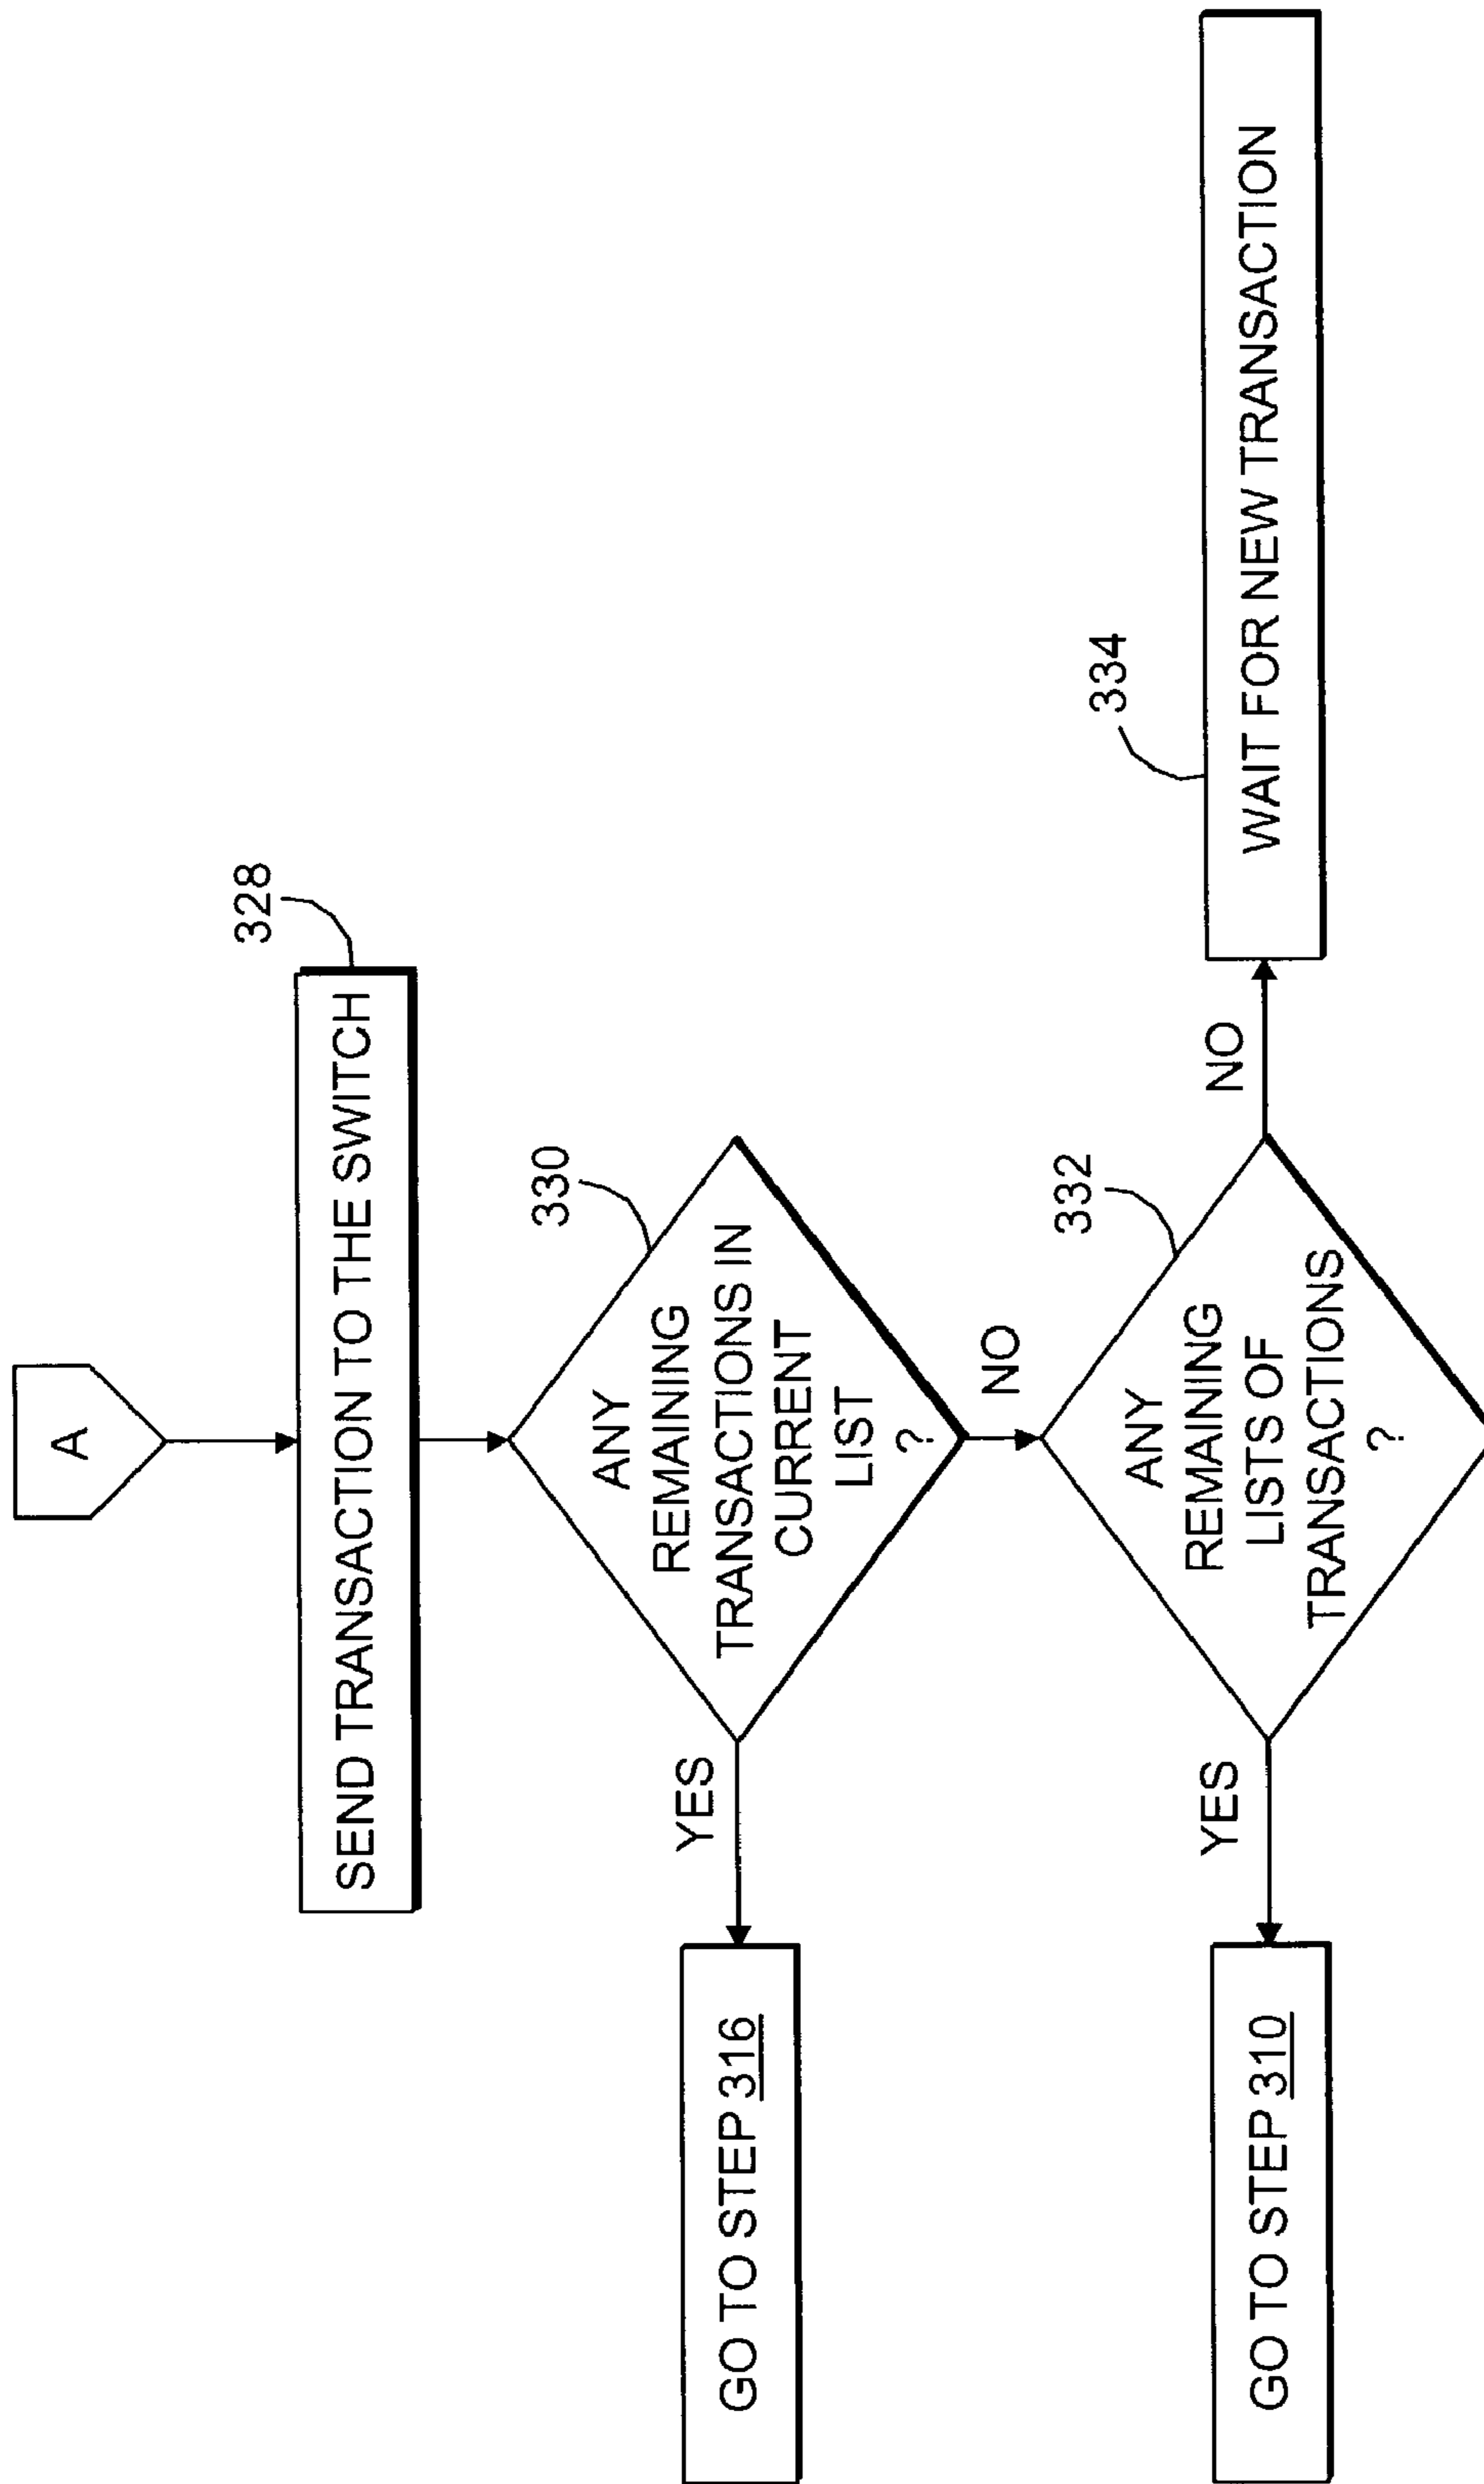 A
328
SEND TRANSACTION TO THE SWITCH
330
ANY
REMAINING
TRANSACTIONS IN
CURRENT
LIST
?
YES
GO TO STEP 316
NO
332
ANY
REMAINING
LISTS OF
TRANSACTIONS
?
YES
GO TO STEP 310
NO
334
WAIT FOR NEW TRANSACTION